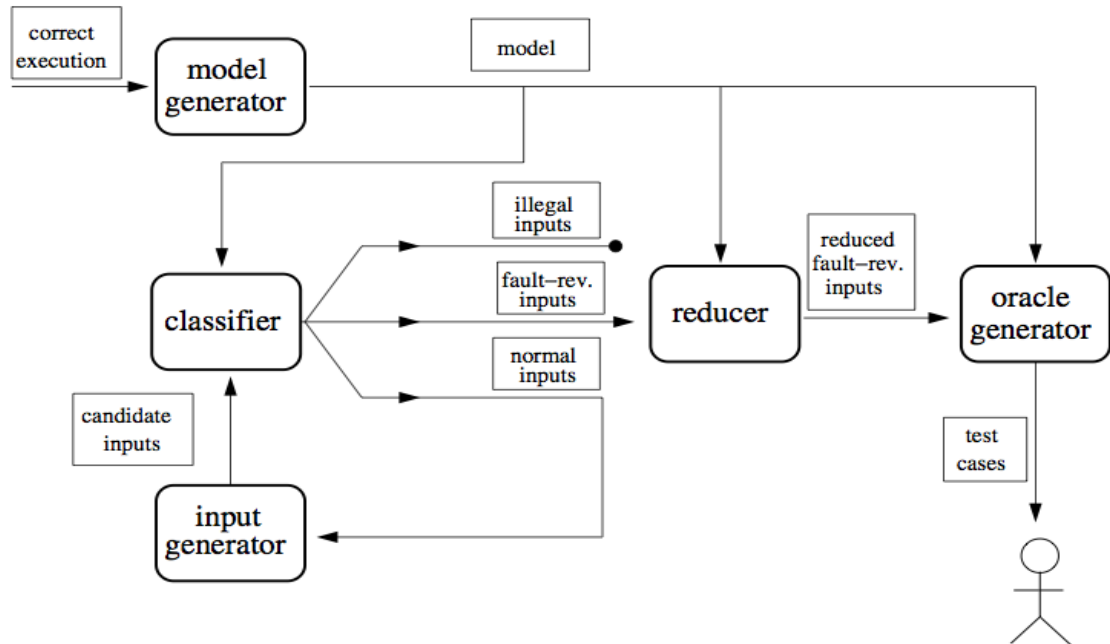 correct
execution
model
generator
model
illegal
inputs
fault-rev.
inputs
normal
inputs
classifier
reducer
reduced
fault-rev.
inputs
oracle
generator
candidate
inputs
input
generator
test
cases